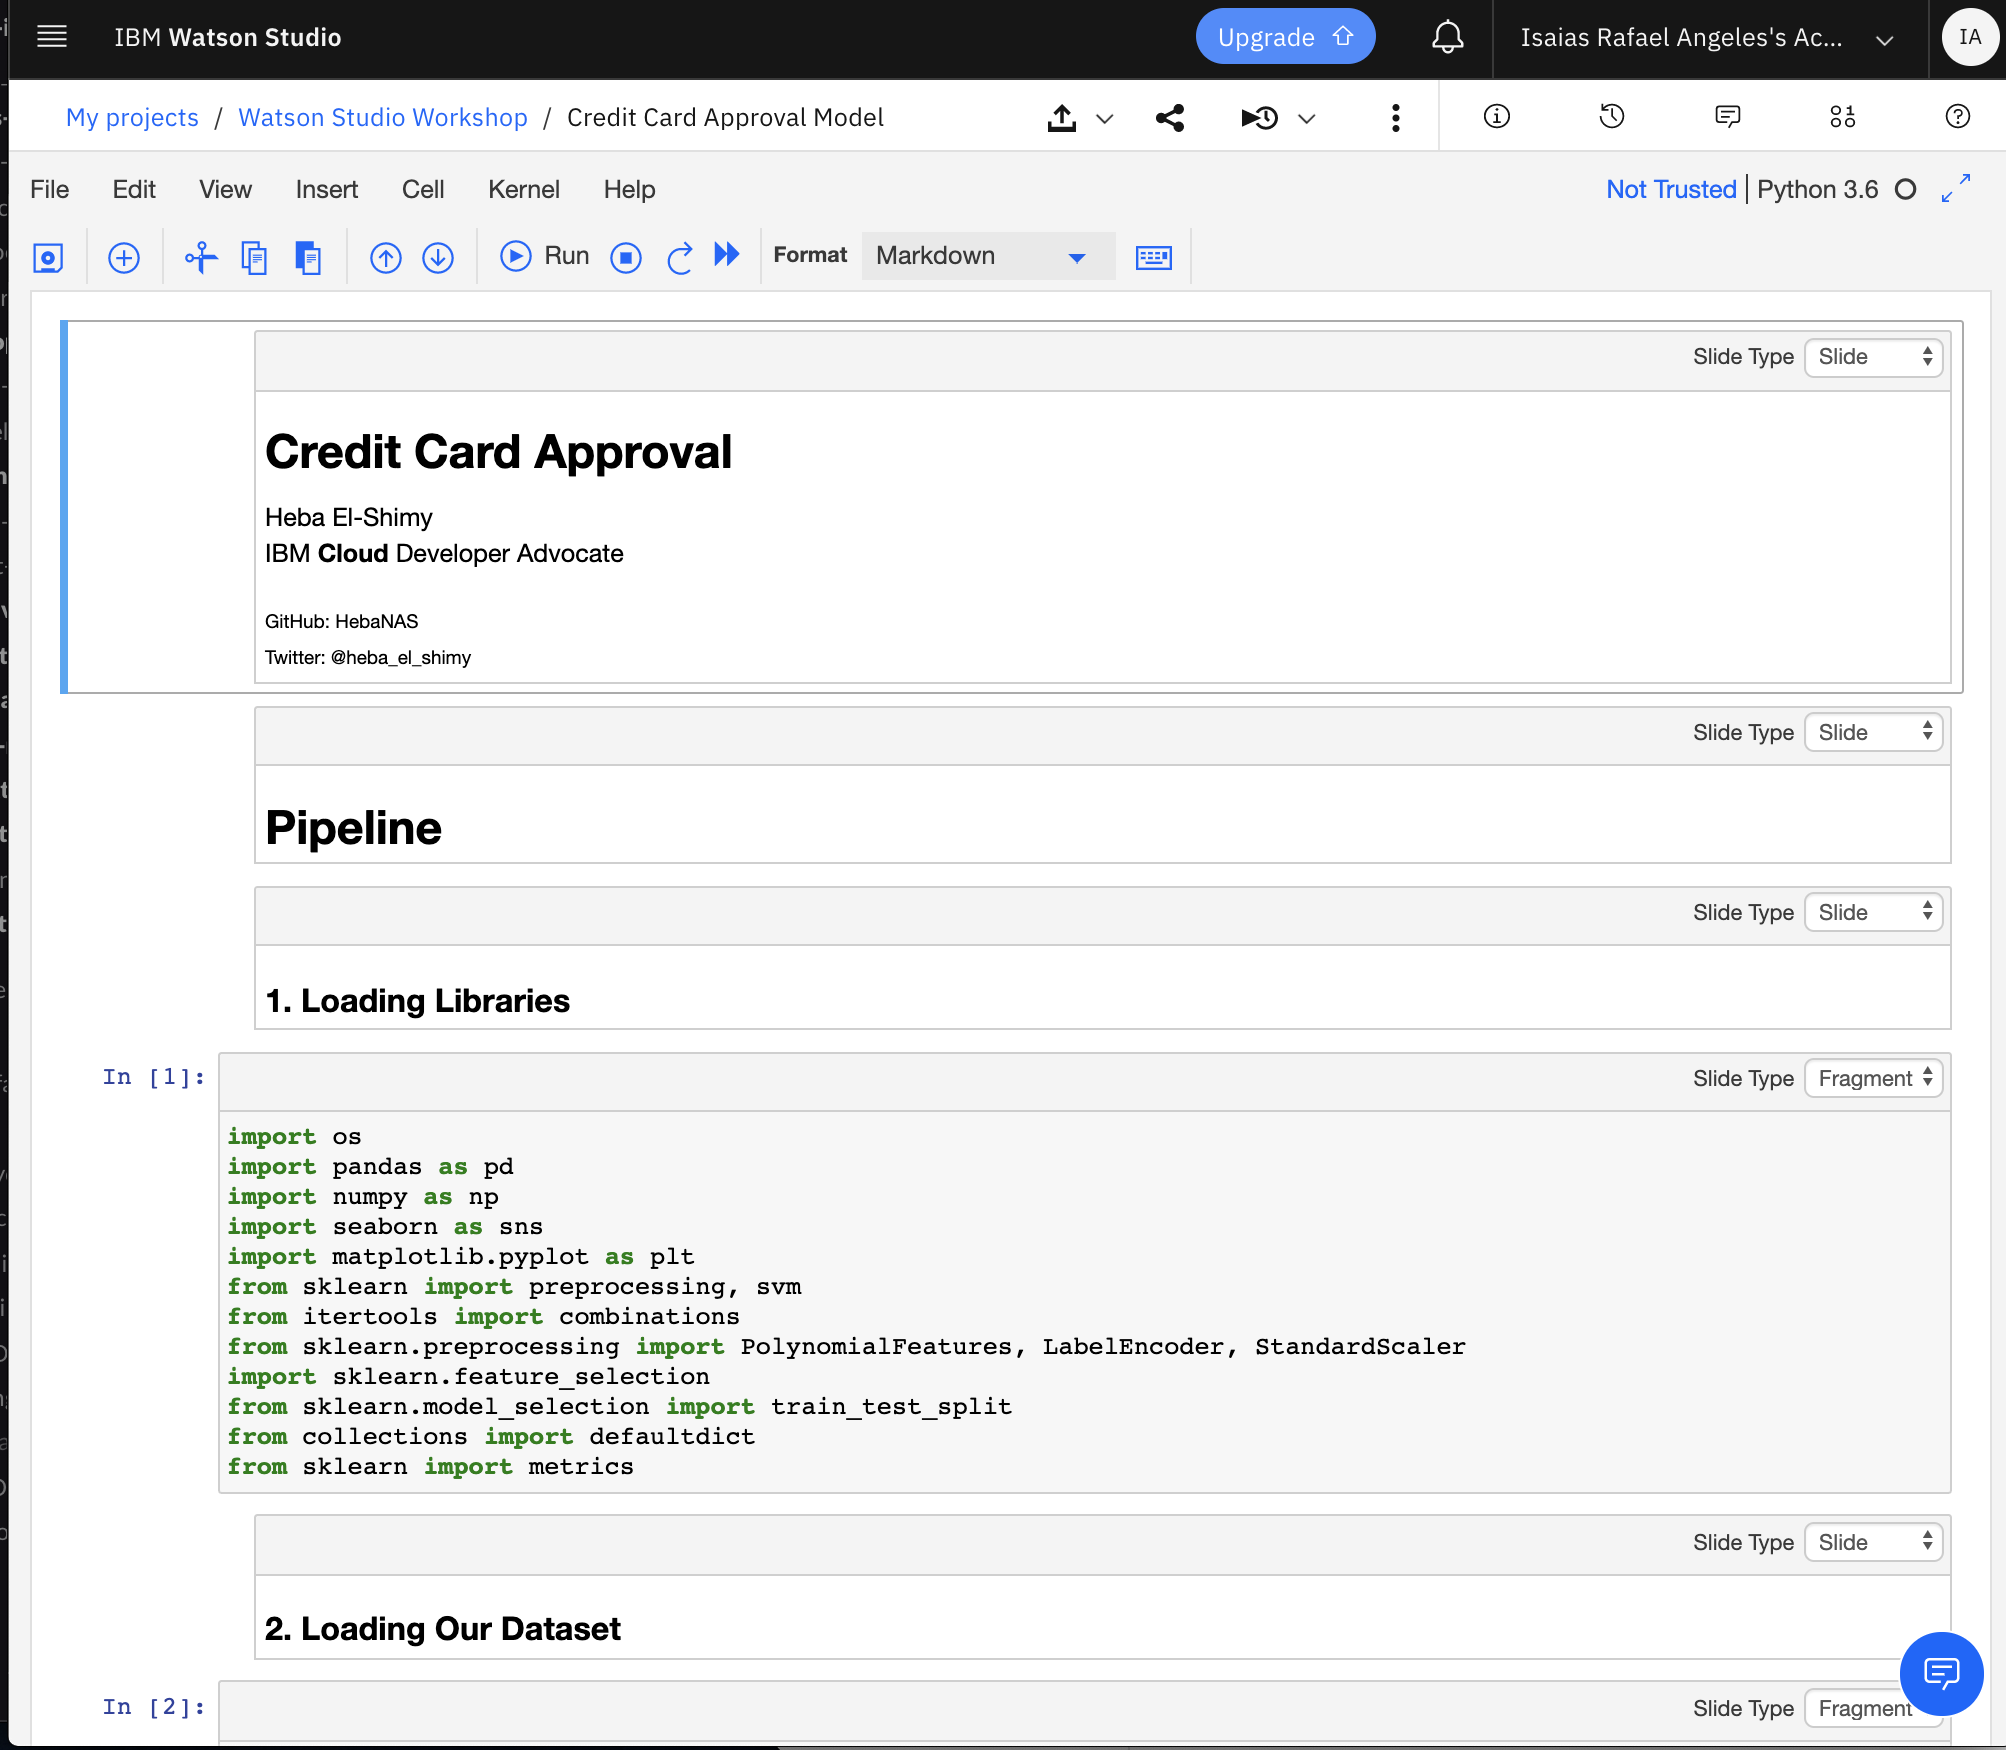 IBM Watson Studio
Upgrade
Isaias Rafael Angeles's Ac...
IA
My projects / Watson Studio Workshop / Credit Card Approval Model
File Edit View Insert Cell Kernel Help
Not Trusted | Python 3.6
Run
Format
Markdown
Slide Type Slide
Credit Card Approval
Heba El-Shimy
IBM Cloud Developer Advocate
GitHub: HebaNAS
Twitter: @heba_el_shimy
Slide Type Slide
Pipeline
Slide Type Slide
1. Loading Libraries
In [1]:
Slide Type Fragment
import os
import pandas as pd
import numpy as np
import seaborn as sns
import matplotlib.pyplot as plt
from sklearn import preprocessing, svm
from itertools import combinations
from sklearn.preprocessing import PolynomialFeatures, LabelEncoder, StandardScaler
import sklearn.feature_selection
from sklearn.model_selection import train_test_split
from collections import defaultdict
from sklearn import metrics
Slide Type Slide
2. Loading Our Dataset
In [2]:
Slide Type Fragment